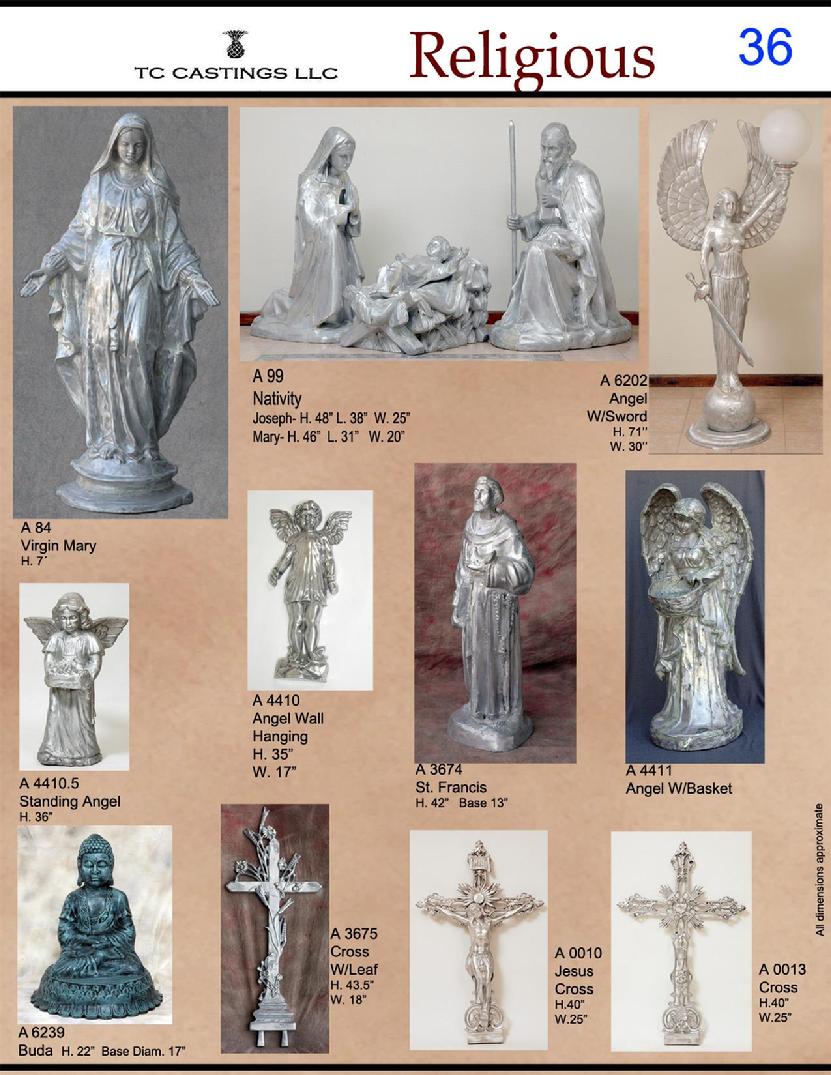 TC CASTINGS LLC
Religious
36
A 99
Nativity
Joseph- H. 48" L. 38" W. 25"
Mary- H. 46" L. 31" W. 20"
A 6202
Angel
W/Sword
H. 71"
W. 30"
A 84
Virgin Mary
H. 7'
A 4410
Angel Wall
Hanging
H. 35"
W. 17"
A 3674
St. Francis
H. 42" Base 13"
A 4411
Angel W/Basket
A 4410.5
Standing Angel
H. 36"
All dimensions approximate
A 3675
Cross
W/Leaf
H. 43.5"
W. 18"
A 0010
Jesus
Cross
H.40"
W.25"
A 0013
Cross
H.40"
W.25"
A 6239
Buda H. 22" Base Diam. 17"